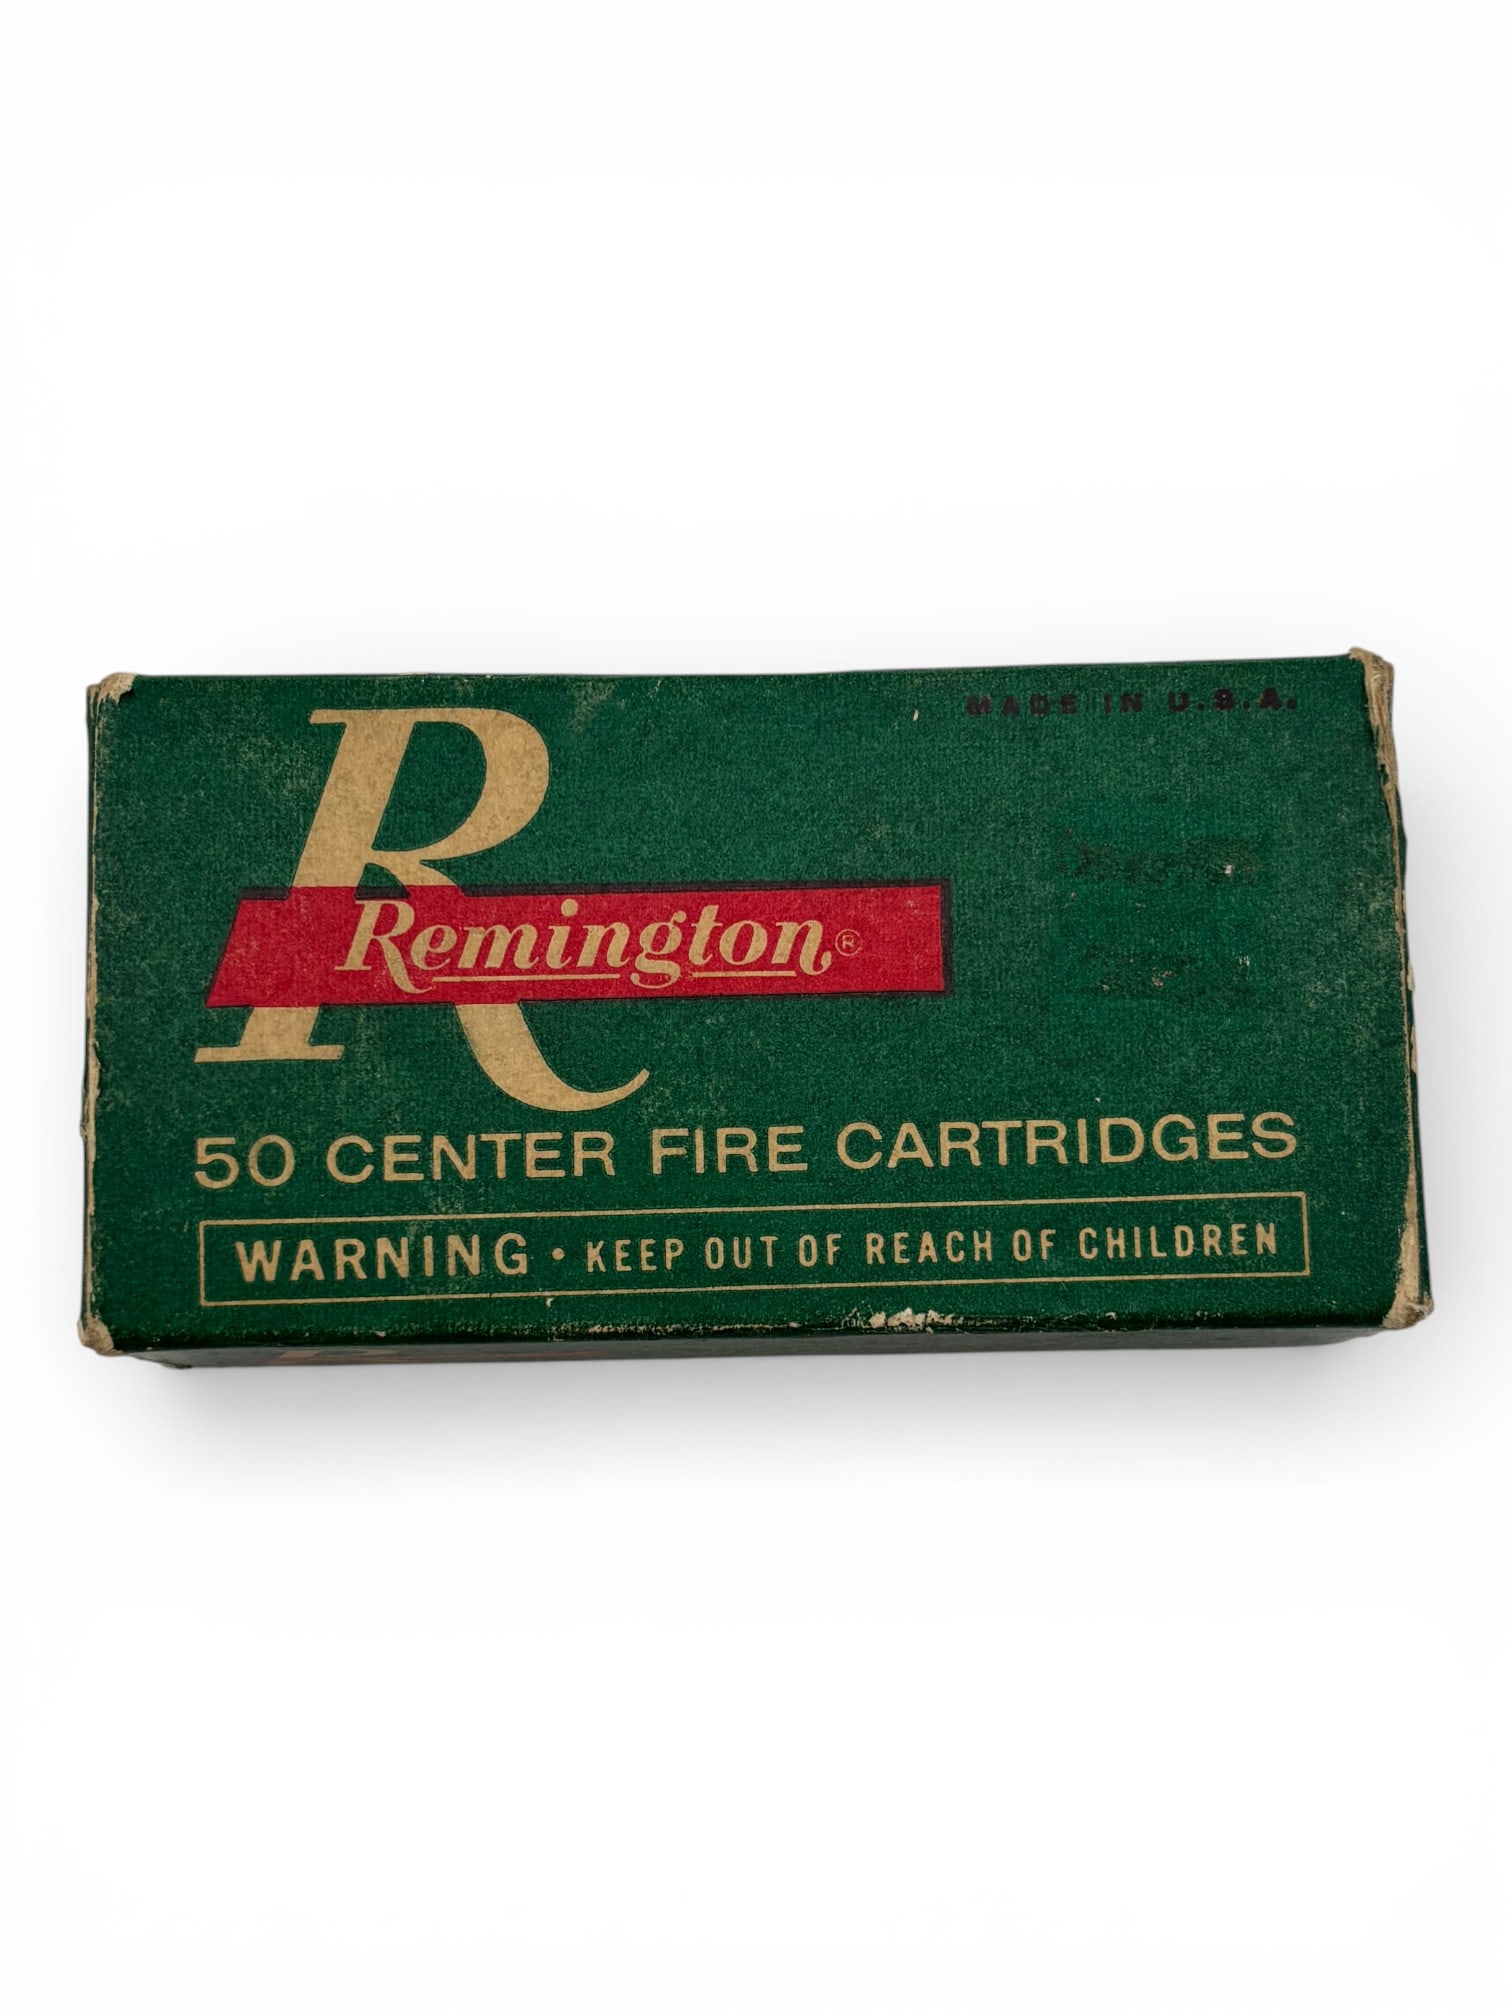 MADE IN U.S.A.
R
Remington®
50 CENTER FIRE CARTRIDGES
WARNING • KEEP OUT OF REACH OF CHILDREN